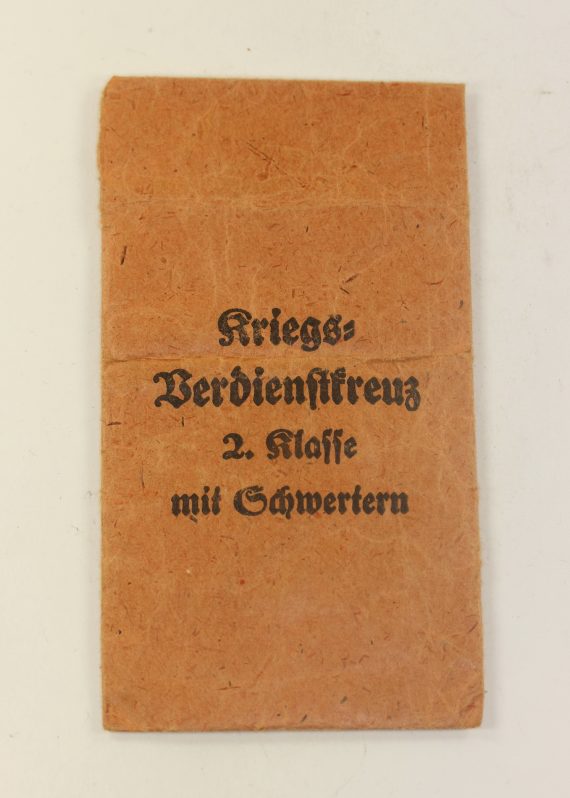 Kriegs-
Verdienstkreuz
2. Klasse
mit Schwertern